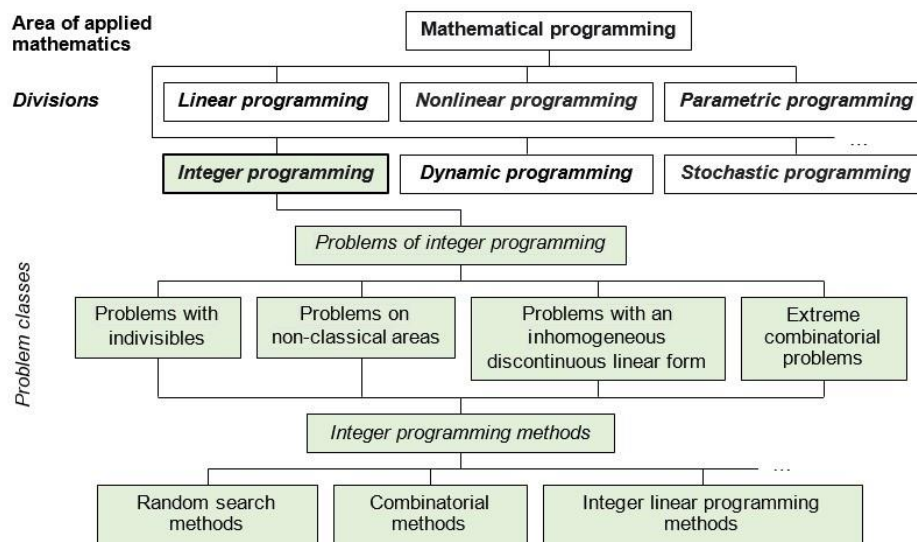 Area of applied
mathematics
Mathematical programming
Divisions
Linear programming
Nonlinear programming
Parametric programming
...
Integer programming
Dynamic programming
Stochastic programming
Problem classes
Problems of integer programming
Problems with
indivisibles
Problems on
non-classical areas
Problems with an
inhomogeneous
discontinuous linear form
Extreme
combinatorial
problems
Integer programming methods
...
Random search
methods
Combinatorial
methods
Integer linear programming
methods